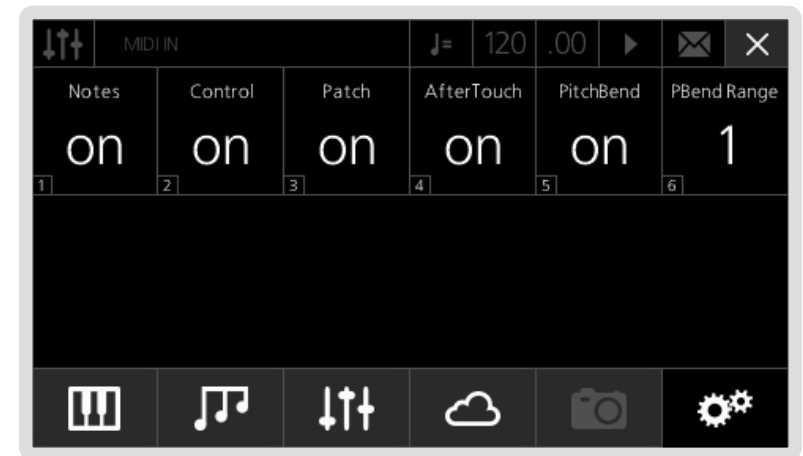 MIDI IN = 120 .00
Notes Control Patch AfterTouch PitchBend PBend Range
on on on on on 1
1 2 3 4 5 6